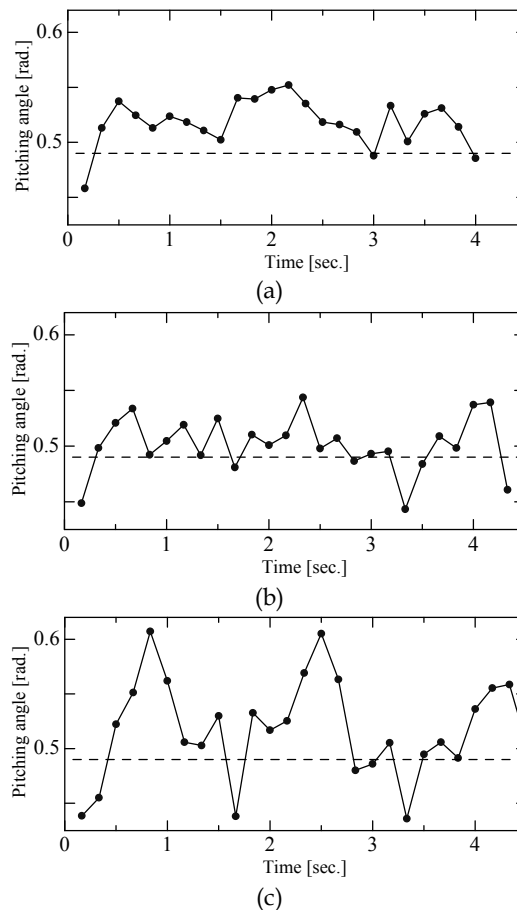 0.6
0.5
Pitching angle [rad.]
0 1 2 3 4
Time [sec.]
(a)
0.6
0.5
Pitching angle [rad.]
0 1 2 3 4
Time [sec.]
(b)
0.6
0.5
Pitching angle [rad.]
0 1 2 3 4
Time [sec.]
(c)